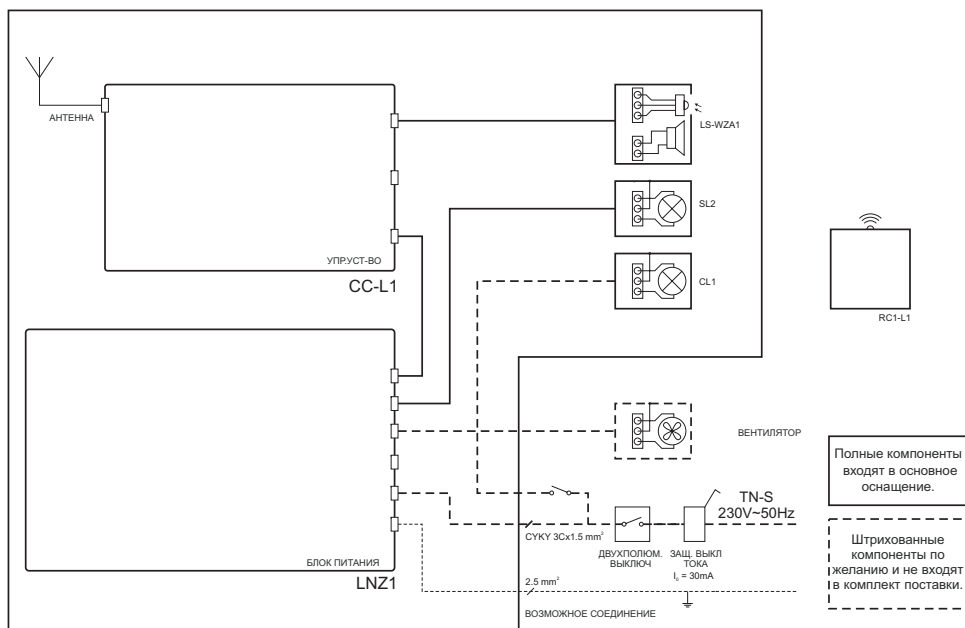 АНТЕННА
LS-WZA1
SL2
УПР.УСТ-ВО
CC-L1
CL1
RC1-L1
ВЕНТИЛЯТОР
Полные компоненты
входят в основное
оснащение.
TN-S
230V~50Hz
CYKY 3Cx1.5 mm²
ДВУХПОЛЮМ.
ВЫКЛЮЧ
ЗАЩ. ВЫКЛ
ТОКА
I₀ = 30mA
Штрихованные
компоненты по
желанию и не входят
в комплект поставки.
БЛОК ПИТАНИЯ
LNZ1
2.5 mm²
ВОЗМОЖНОЕ СОЕДИНЕНИЕ